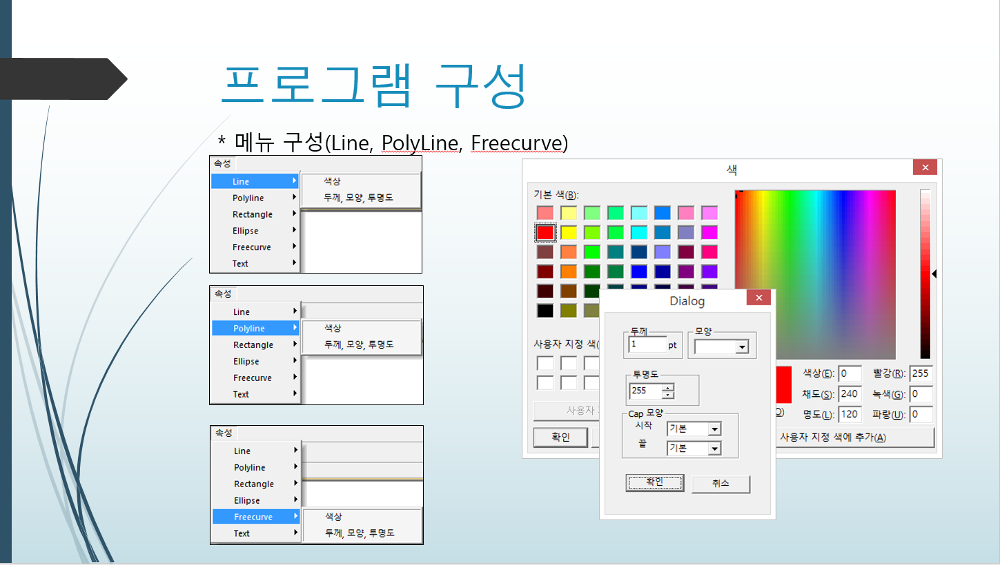 프로그램 구성
* 메뉴 구성(Line, PolyLine, Freecurve)
속성
Line
색상
Polyline
두께, 모양, 투명도
Rectangle
Ellipse
Freecurve
Text
속성
Line
Polyline
색상
Rectangle
두께, 모양, 투명도
Ellipse
Freecurve
Text
속성
Line
Polyline
Rectangle
Ellipse
Freecurve
색상
Text
두께, 모양, 투명도
색
기본 색(B):
사용자 지정 색(
사용자
확인
색상(E): 0
빨강(R): 255
채도(S): 240
녹색(G): 0
명도(L): 120
파랑(U): 0
O)
사용자 지정 색에 추가(A)
Dialog
두께
1 pt
모양
투명도
255
Cap 모양
시작 기본
끝 기본
확인
취소